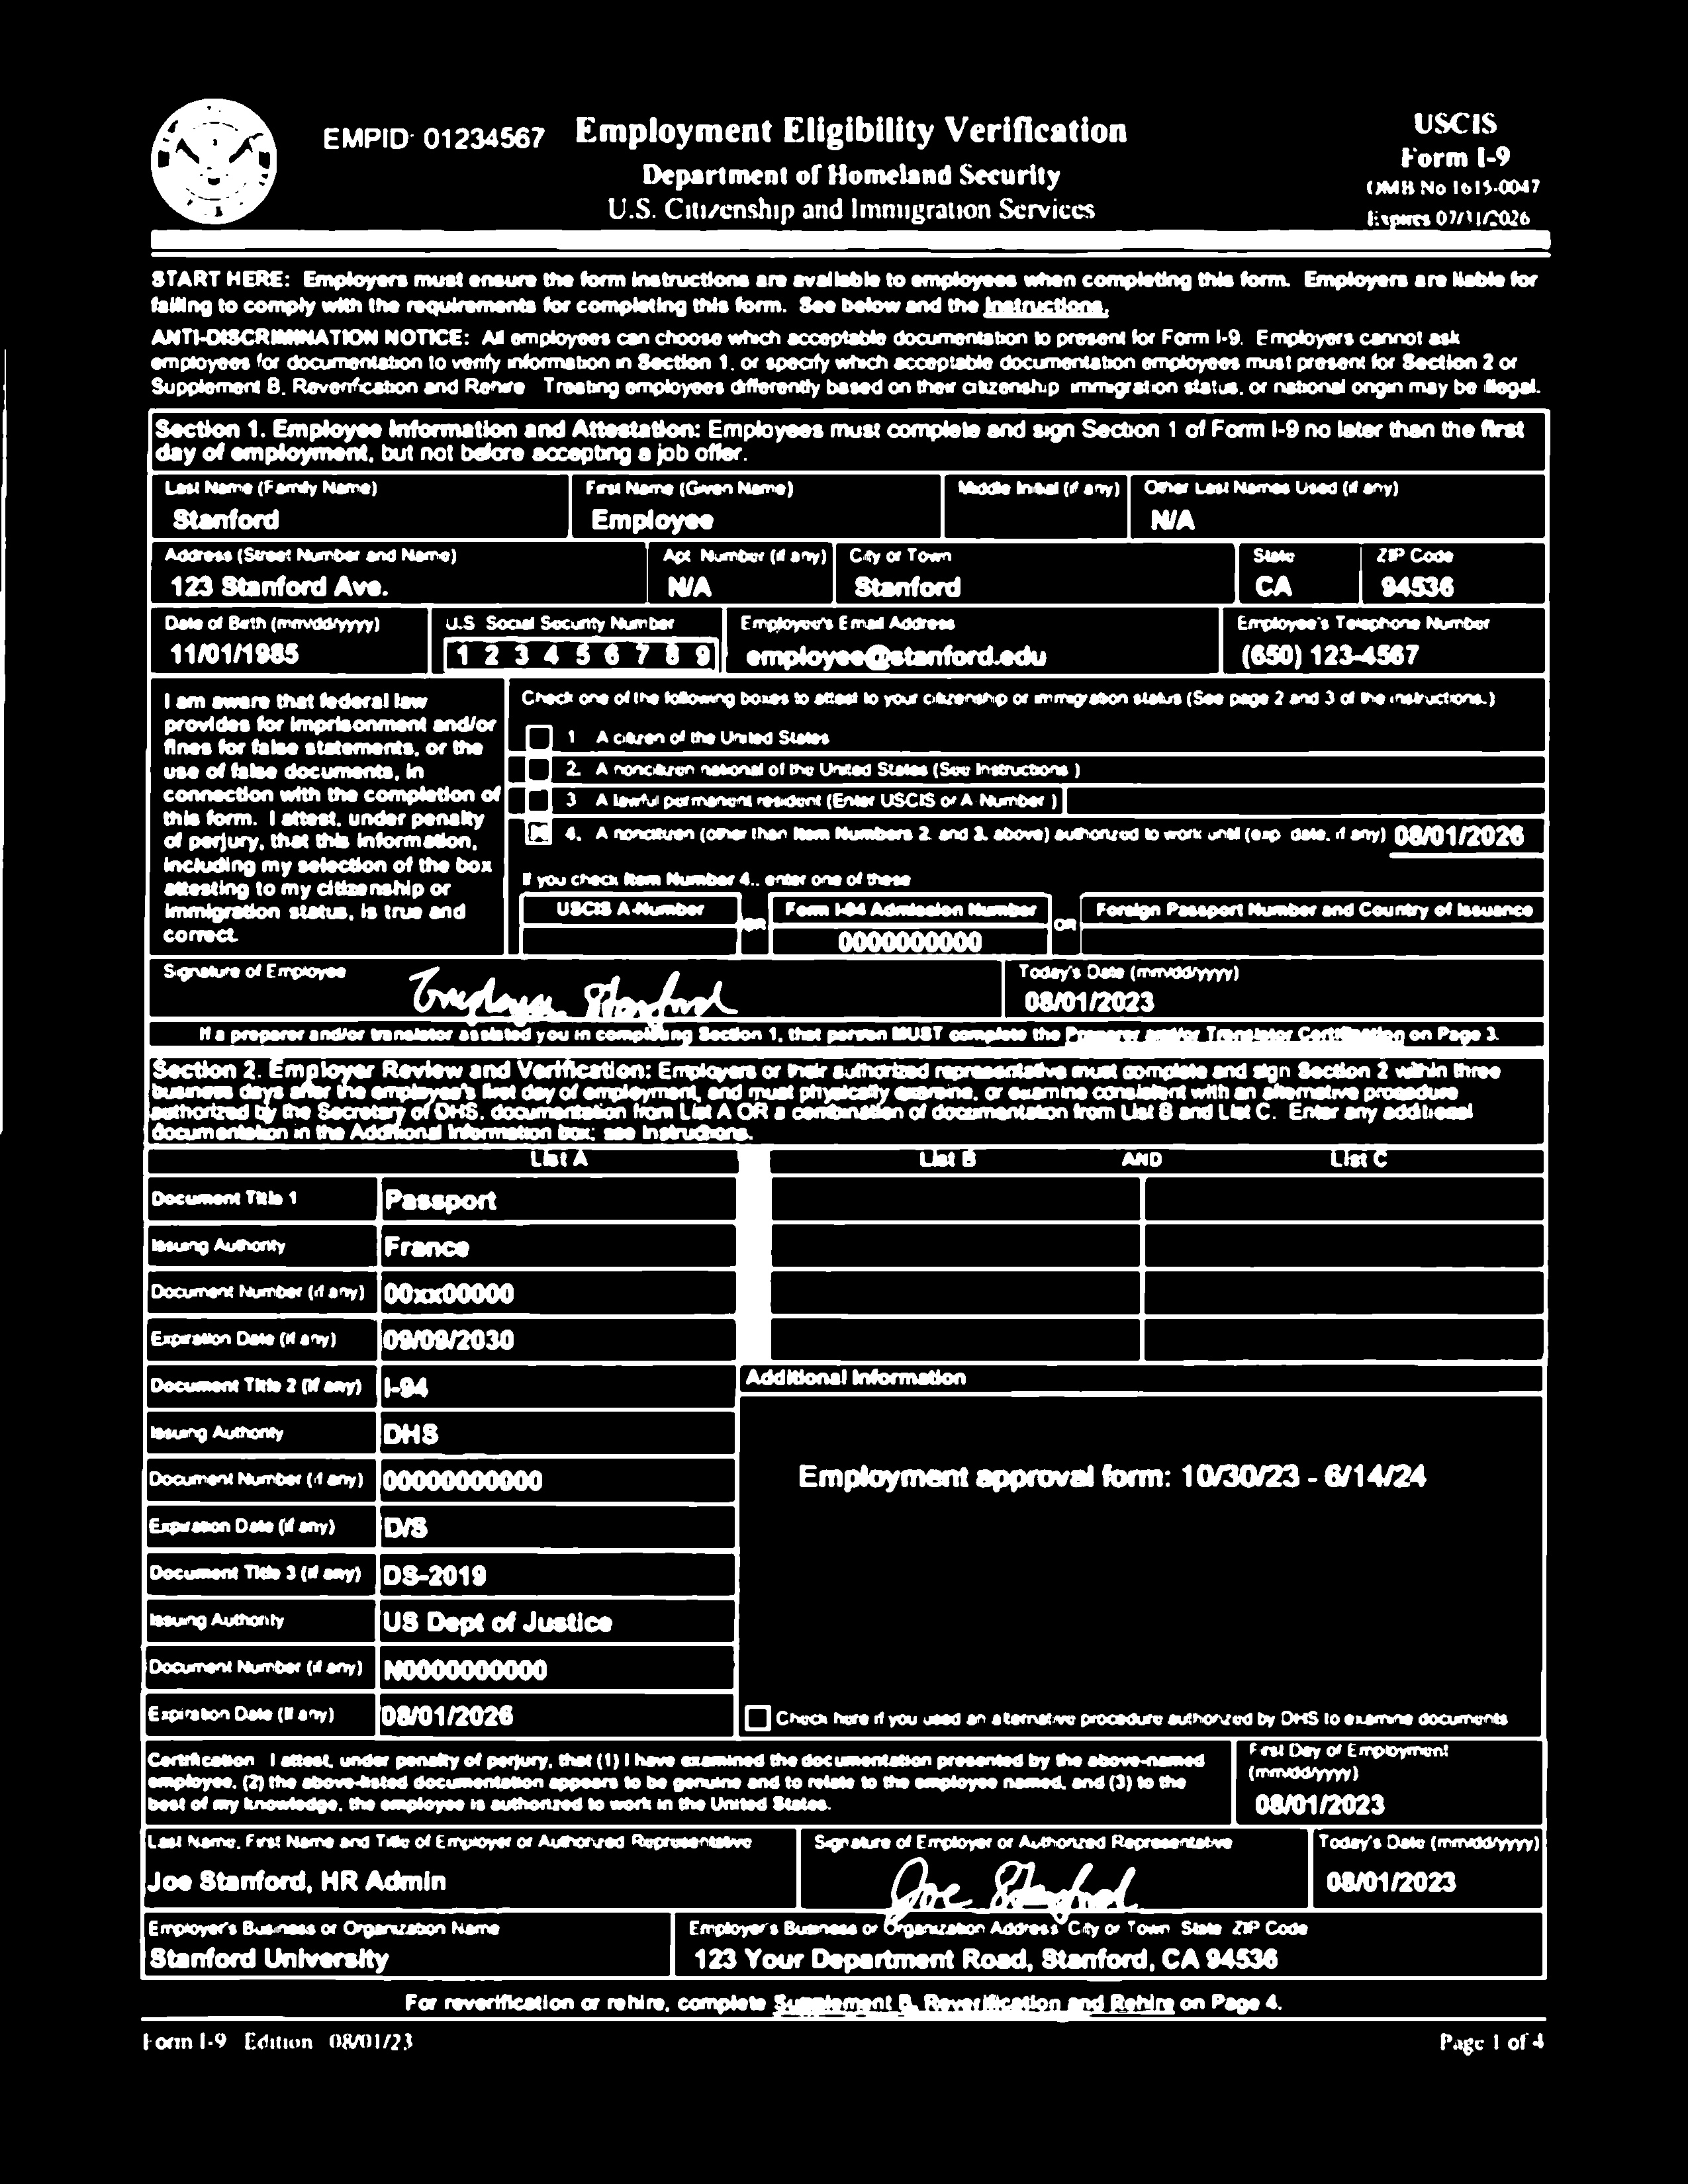 EMPID: 01234567
Employment Eligibility Verification
Department of Homeland Security
U.S. Citizenship and Immigration Services
USCIS
Form I-9
OMB No 1615-0047
Expires 07/31/2026
START HERE: Employers must ensure the form instructions are available to employees when completing this form. Employers are liable for
failing to comply with the requirements for completing this form. See below and the Instructions.
ANTI-DISCRIMINATION NOTICE: All employees can choose which acceptable documentation to present for Form I-9. Employers cannot ask
employees for documentation to verify information in Section 1, or specify which acceptable documentation employees must present for Section 2 or
Supplement B, Reverification and Rehire Treating employees differently based on their citizenship immigration status, or national origin may be illegal.
Section 1. Employee Information and Attestation: Employees must complete and sign Section 1 of Form I-9 no later than the first
day of employment, but not before accepting a job offer.
Last Name (Family Name) First Name (Given Name) Middle Initial (if any) Other Last Names Used (if any)
Stanford Employee N/A
Address (Street Number and Name) Apt Number (if any) City or Town State ZIP Code
123 Stanford Ave. N/A Stanford CA 94536
Date of Birth (mm/dd/yyyy) U.S Social Security Number Employee's Email Address Employee's Telephone Number
11/01/1985 1 2 3 4 5 6 7 8 9 employee@stanford.edu (650) 123-4567
I am aware that federal law
provides for imprisonment and/or
fines for false statements, or the
use of false documents, in
connection with the completion of
this form. I attest, under penalty
of perjury, that this information,
including my selection of the box
attesting to my citizenship or
immigration status, is true and
correct.
Check one of the following boxes to attest to your citizenship or immigration status (See page 2 and 3 of the instructions.)
1 A citizen of the United States
2. A noncitizen national of the United States (See Instructions )
3 A lawful permanent resident (Enter USCIS or A-Number )
4. A noncitizen (other than Item Numbers 2. and 3. above) authorized to work until (exp date, if any) 08/01/2026
If you check Item Number 4., enter one of these
USCIS A-Number OR Form I-94 Admission Number OR Foreign Passport Number and Country of Issuance
0000000000
Signature of Employee Today's Date (mm/dd/yyyy)
Employee Stanford 08/01/2023
If a preparer and/or translator assisted you in completing Section 1, that person MUST complete the Preparer and/or Translator Certification on Page 3.
Section 2. Employer Review and Verification: Employers or their authorized representative must complete and sign Section 2 within three
business days after the employee's first day of employment, and must physically examine, or examine consistent with an alternative procedure
authorized by the Secretary of DHS, documentation from List A OR a combination of documentation from List B and List C. Enter any additional
documentation in the Additional Information box; see Instructions.
List A List B AND List C
Document Title 1 Passport
Issuing Authority France
Document Number (if any) 00xx00000
Expiration Date (if any) 09/09/2030
Document Title 2 (if any) I-94
Additional Information
Issuing Authority DHS
Document Number (if any) 00000000000
Employment approval form: 10/30/23 - 6/14/24
Expiration Date (if any) D/S
Document Title 3 (if any) DS-2019
Issuing Authority US Dept of Justice
Document Number (if any) N0000000000
Expiration Date (if any) 08/01/2026
Check here if you used an alternative procedure authorized by DHS to examine documents
Certification I attest, under penalty of perjury, that (1) I have examined the documentation presented by the above-named
employee, (2) the above-listed documentation appears to be genuine and to relate to the employee named, and (3) to the
best of my knowledge, the employee is authorized to work in the United States.
First Day of Employment
(mm/dd/yyyy)
08/01/2023
Last Name, First Name and Title of Employer or Authorized Representative Signature of Employer or Authorized Representative Today's Date (mm/dd/yyyy)
Joe Stanford, HR Admin Joe Stanford 08/01/2023
Employer's Business or Organization Name Employer's Business or Organization Address City or Town State ZIP Code
Stanford University 123 Your Department Road, Stanford, CA 94536
For reverification or rehire, complete Supplement B, Reverification and Rehire on Page 4.
Form I-9 Edition 08/01/23 Page 1 of 4